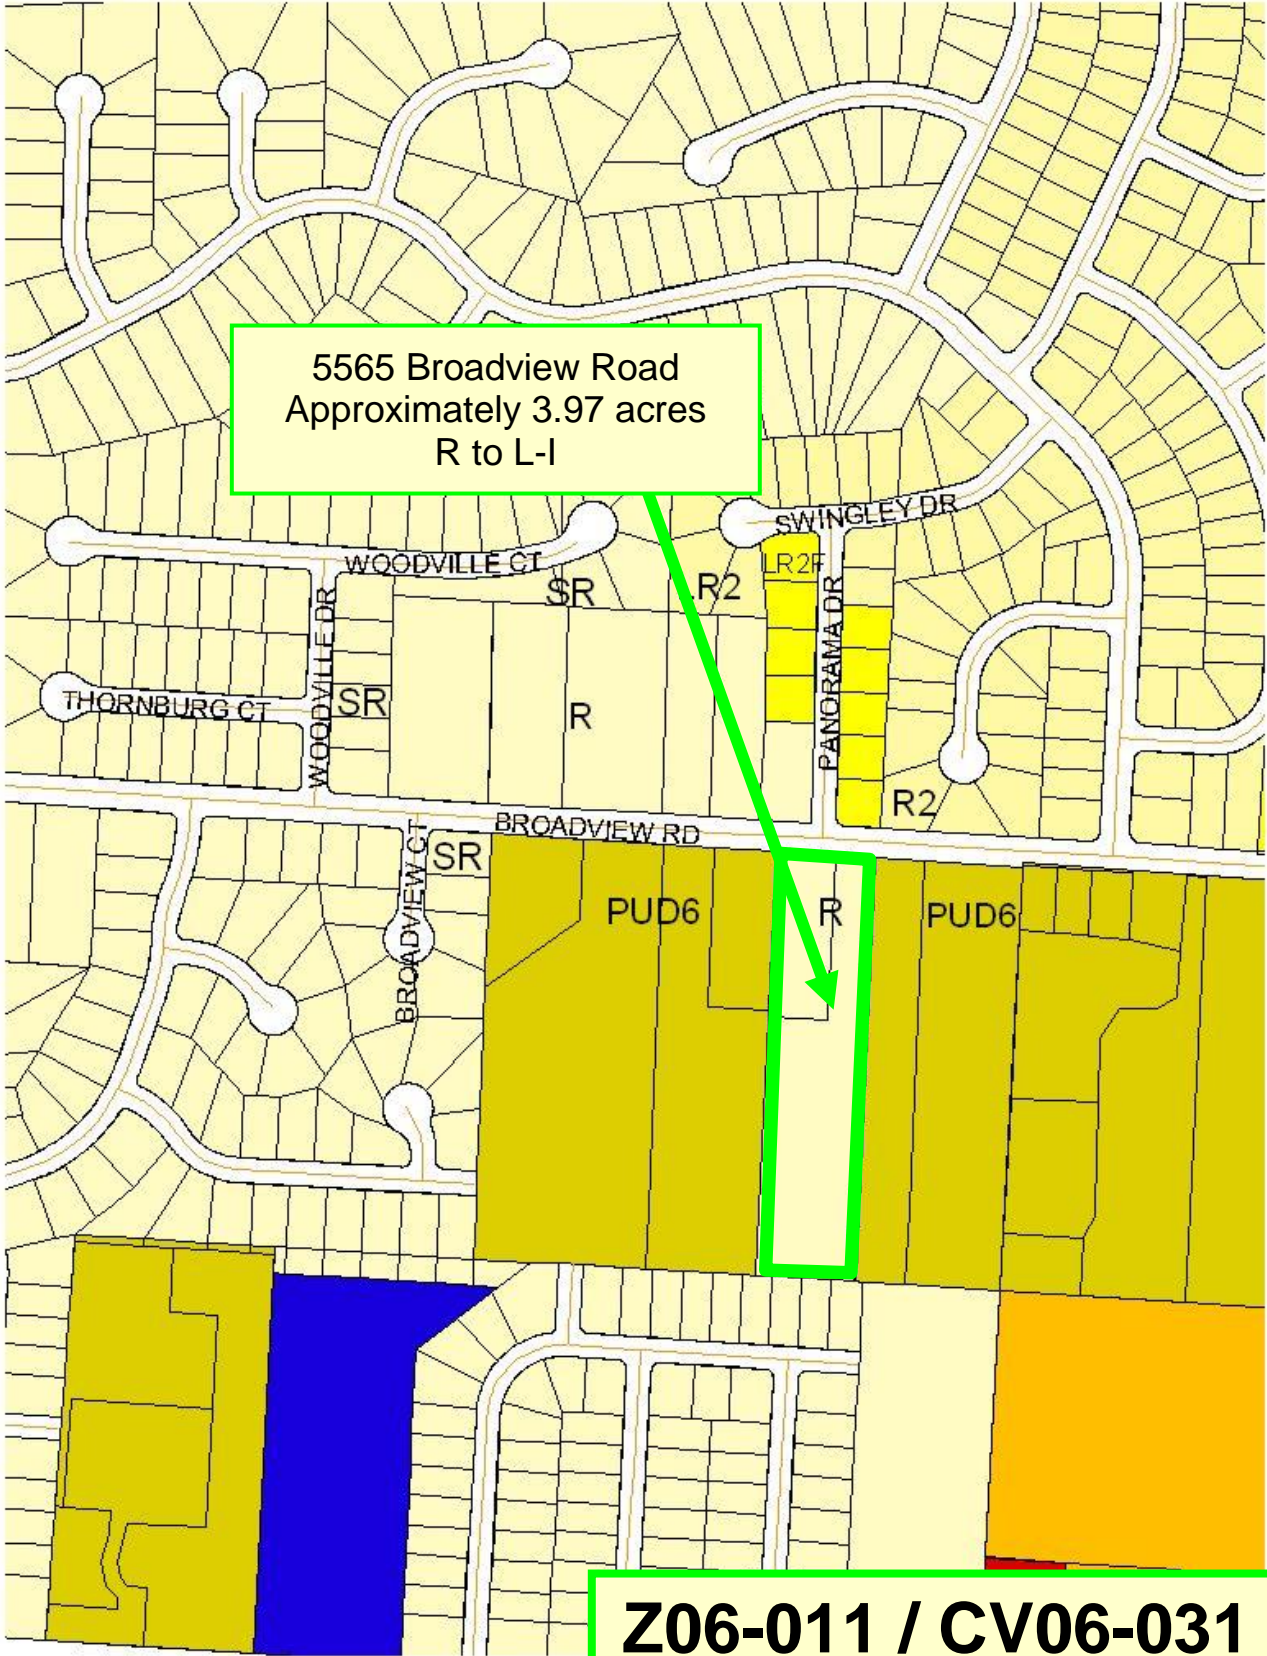 5565 Broadview Road
Approximately 3.97 acres
R to L-I
SWINGLEY DR
WOODVILLE CT
SR
LR2F
R2
PANORAMA DR
WOODVILLE DR
THORNBURG CT
SR
R
R2
BROADVIEW RD
BROADVIEW CT
SR
PUD6
R
PUD6
Z06-011 / CV06-031